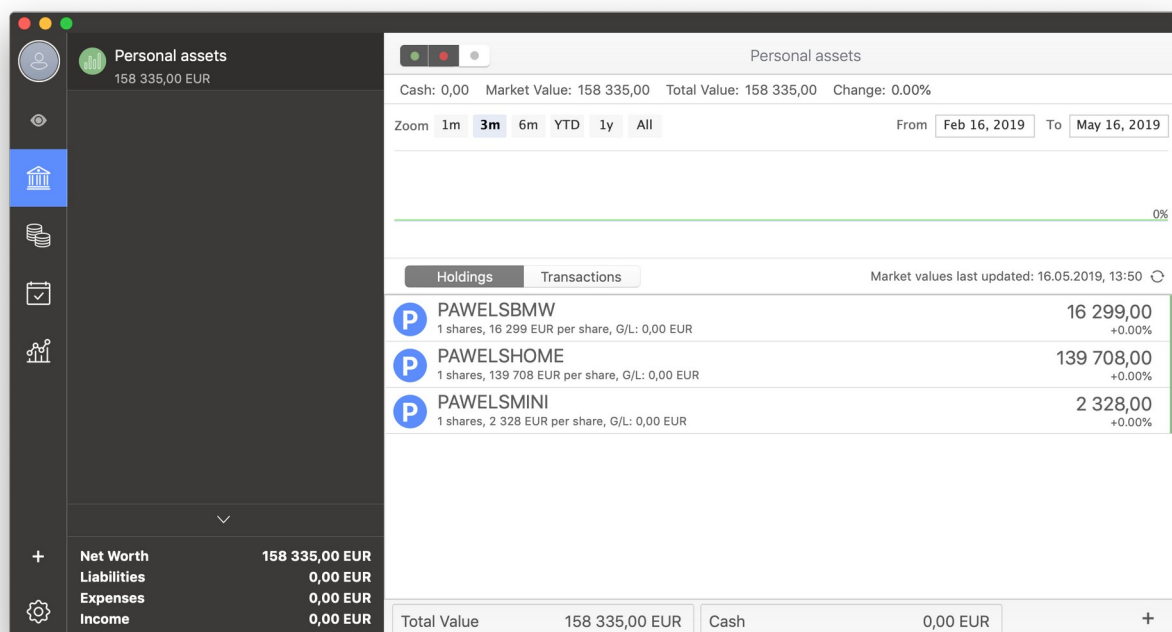 Personal assets
158 335,00 EUR
Personal assets
Cash: 0,00 Market Value: 158 335,00 Total Value: 158 335,00 Change: 0.00%
Zoom 1m 3m 6m YTD 1y All From Feb 16, 2019 To May 16, 2019
0%
Holdings Transactions Market values last updated: 16.05.2019, 13:50
P PAWELSBMW 16 299,00
1 shares, 16 299 EUR per share, G/L: 0,00 EUR +0.00%
P PAWELSHOME 139 708,00
1 shares, 139 708 EUR per share, G/L: 0,00 EUR +0.00%
P PAWELSMINI 2 328,00
1 shares, 2 328 EUR per share, G/L: 0,00 EUR +0.00%
Net Worth 158 335,00 EUR
Liabilities 0,00 EUR
Expenses 0,00 EUR
Income 0,00 EUR
Total Value 158 335,00 EUR Cash 0,00 EUR +